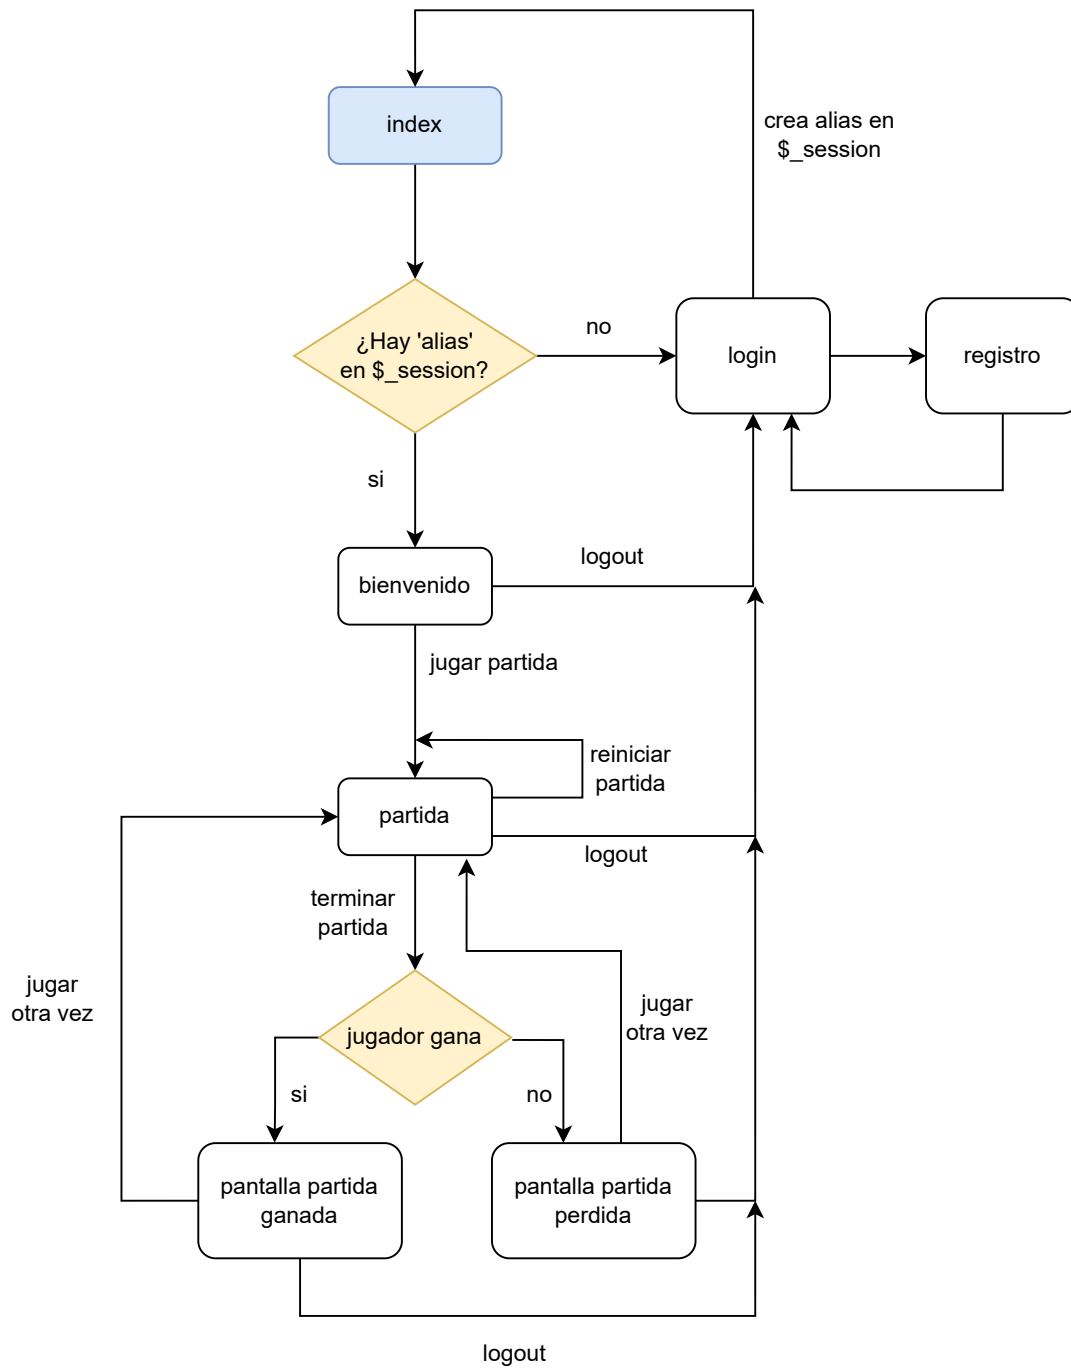 index
crea alias en
$_session
¿Hay 'alias'
en $_session?
no
login
registro
si
bienvenido
logout
jugar partida
reiniciar
partida
partida
logout
terminar
partida
jugar
otra vez
jugador gana
jugar
otra vez
si
no
pantalla partida
ganada
pantalla partida
perdida
logout